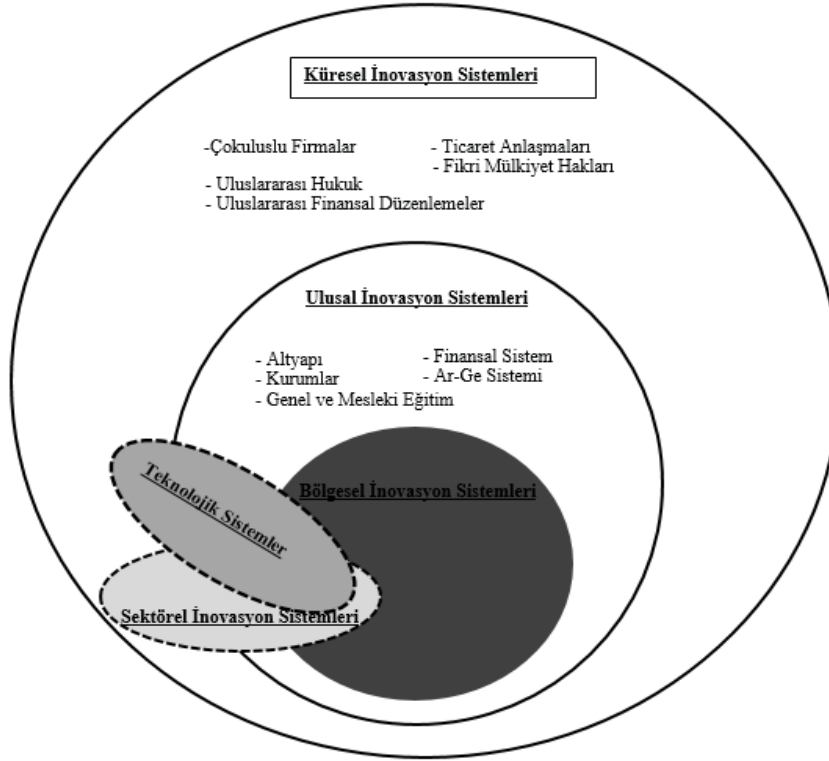 Küresel İnovasyon Sistemleri
-Çokuluslu Firmalar
- Ticaret Anlaşmaları
- Fikri Mülkiyet Hakları
- Uluslararası Hukuk
- Uluslararası Finansal Düzenlemeler
Ulusal İnovasyon Sistemleri
- Altyapı
- Finansal Sistem
- Kurumlar
- Ar-Ge Sistemi
- Genel ve Mesleki Eğitim
Teknolojik Sistemler
Bölgesel İnovasyon Sistemleri
Sektörel İnovasyon Sistemleri